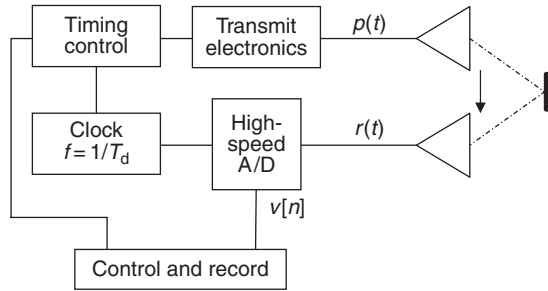 Timing
control
Transmit
electronics
p(t)
Clock
f = 1/T_d
High-
speed
A/D
r(t)
v[n]
Control and record